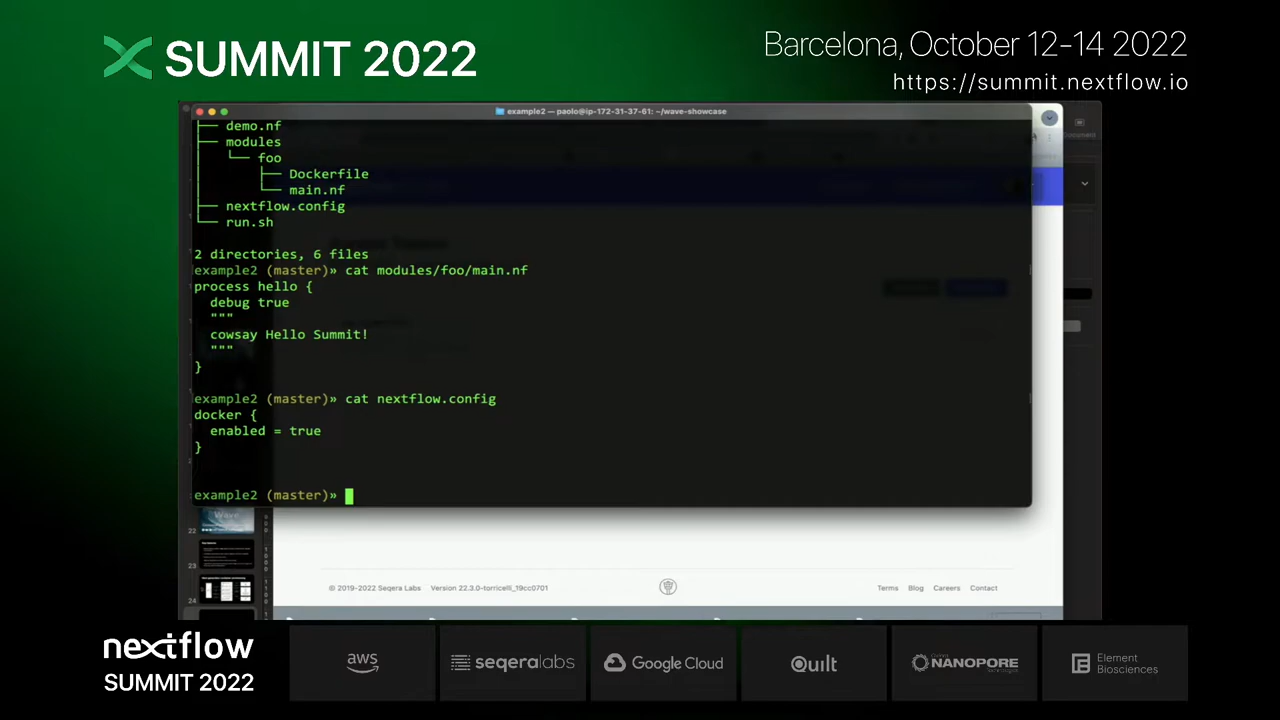 SUMMIT 2022
Barcelona, October 12-14 2022
https://summit.nextflow.io
example2 — paolo@ip-172-31-37-61: ~/wave-showcase
├── demo.nf
├── modules
│   └── foo
│       ├── Dockerfile
│       └── main.nf
├── nextflow.config
└── run.sh
2 directories, 6 files
example2 (master)» cat modules/foo/main.nf
process hello {
  debug true
  """
  cowsay Hello Summit!
  """
}
example2 (master)» cat nextflow.config
docker {
  enabled = true
}
example2 (master)»
Document
Wave
22
24
© 2019-2022 Seqera Labs Version 22.3.0-torricelli_19cc0701
Terms Blog Careers Contact
nextflow
SUMMIT 2022
aws
seqeralabs
Google Cloud
Quilt
NANOPORE
Element
Biosciences